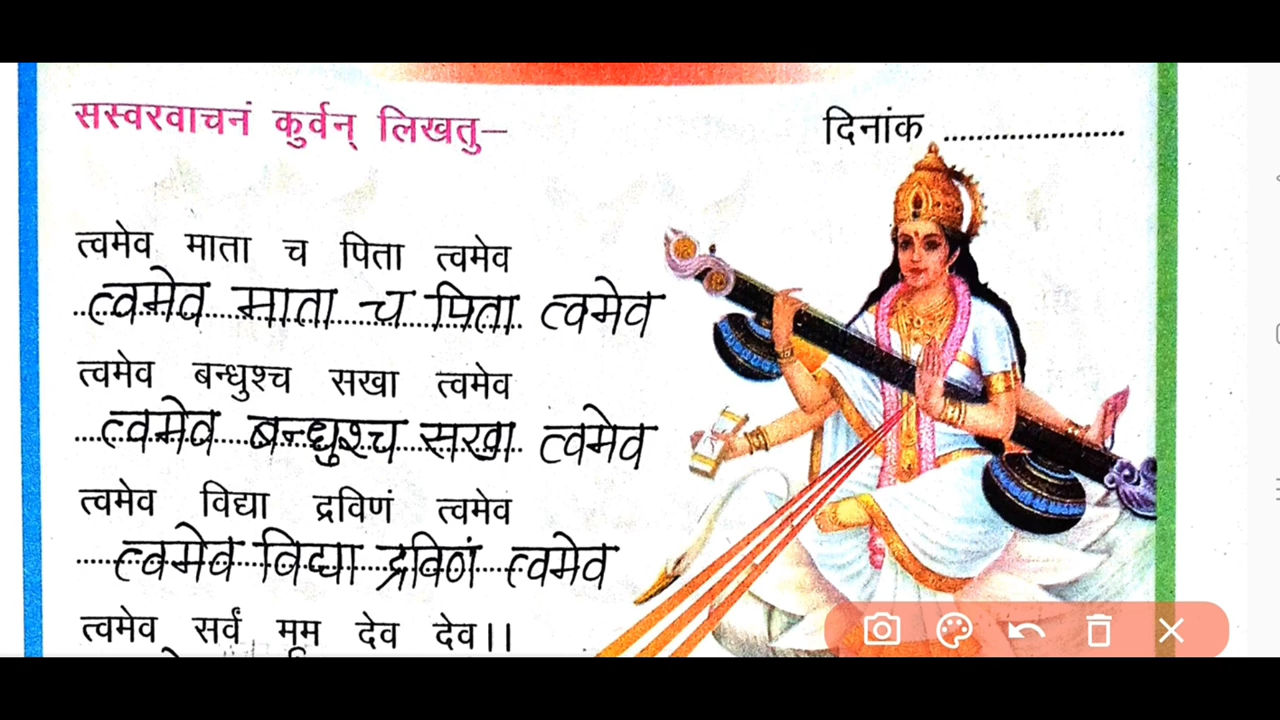 सस्वरवाचनं कुर्वन् लिखतु–
दिनांक ......................
त्वमेव माता च पिता त्वमेव
त्वमेव माता च पिता त्वमेव
त्वमेव बन्धुश्च सखा त्वमेव
त्वमेव बन्धुश्च सखा त्वमेव
त्वमेव विद्या द्रविणं त्वमेव
त्वमेव विद्या द्रविणं त्वमेव
त्वमेव सर्वं मम देव देव।।